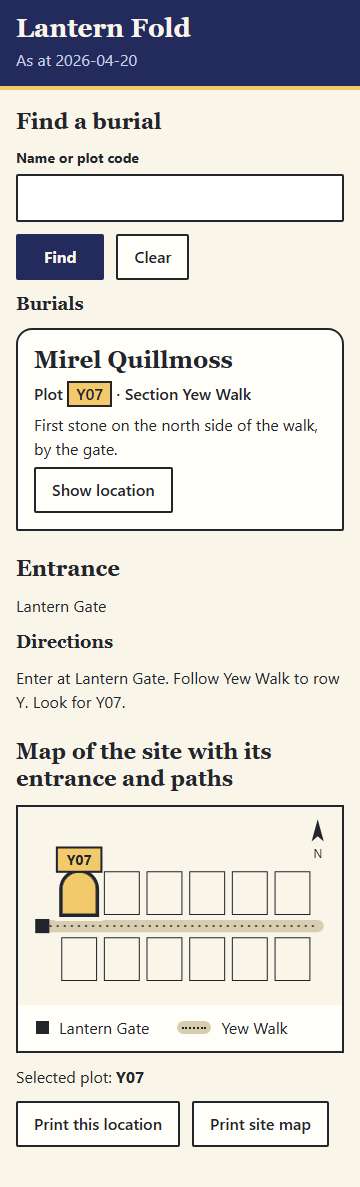 Lantern Fold
As at 2026-04-20
Find a burial
Name or plot code
Find
Clear
Burials
Mirel Quillmoss
Plot Y07 · Section Yew Walk
First stone on the north side of the walk,
by the gate.
Show location
Entrance
Lantern Gate
Directions
Enter at Lantern Gate. Follow Yew Walk to row
Y. Look for Y07.
Map of the site with its
entrance and paths
N
Y07
Lantern Gate
Yew Walk
Selected plot: Y07
Print this location
Print site map